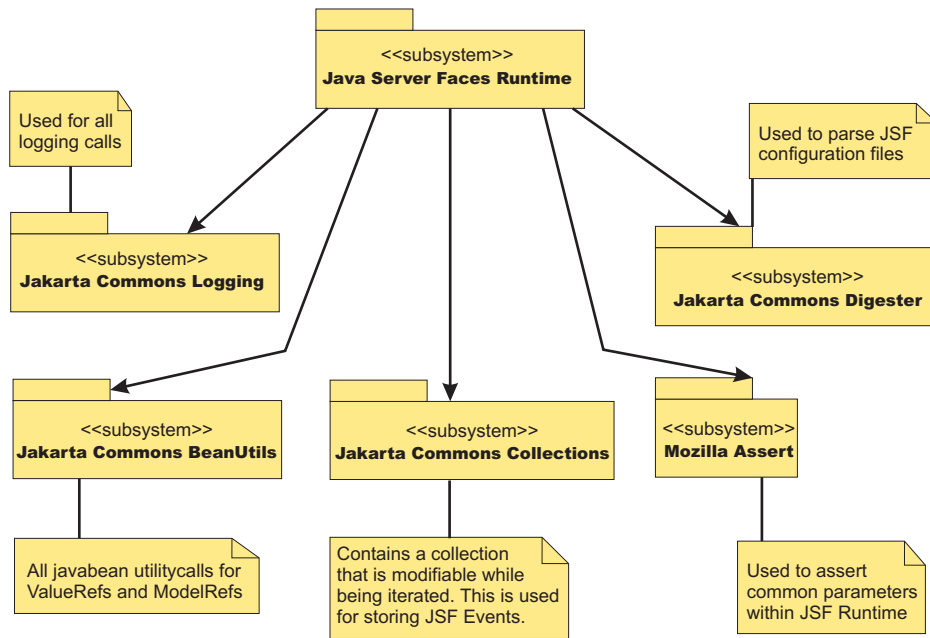 <<subsystem>>
Java Server Faces Runtime
Used for all
logging calls
Used to parse JSF
configuration files
<<subsystem>>
Jakarta Commons Logging
<<subsystem>>
Jakarta Commons Digester
<<subsystem>>
Jakarta Commons BeanUtils
<<subsystem>>
Jakarta Commons Collections
<<subsystem>>
Mozilla Assert
All javabean utilitycalls for
ValueRefs and ModelRefs
Contains a collection
that is modifiable while
being iterated. This is used
for storing JSF Events.
Used to assert
common parameters
within JSF Runtime